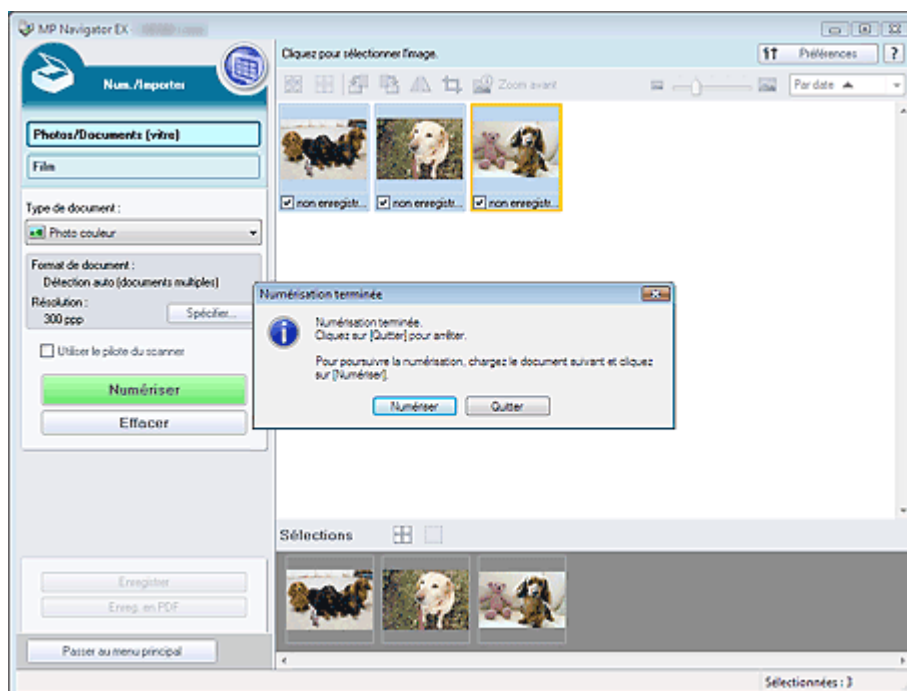 MP Navigator EX
Cliquez pour sélectionner l'image.
Préférences
?
Num./Importer
Zoom avant
Par date
Photos/Documents (vitre)
Film
non enregistr...
non enregistr...
non enregistr...
Type de document :
Photo couleur
Format de document :
Détection auto (documents multiples)
Résolution :
300 ppp
Spécifier...
Utiliser le pilote du scanner
Numériser
Effacer
Numérisation terminée
Numérisation terminée.
Cliquez sur [Quitter] pour arrêter.
Pour poursuivre la numérisation, chargez le document suivant et cliquez
sur [Numériser].
Numériser
Quitter
Sélections
Enregistrer
Enreg. en PDF
Passer au menu principal
Sélectionnées : 3